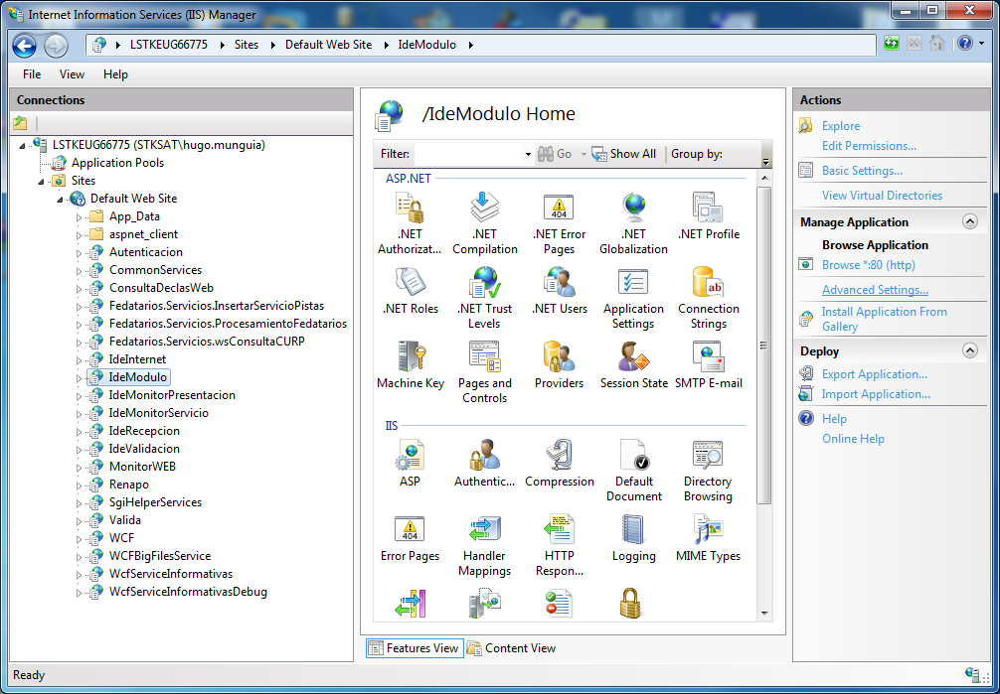 Internet Information Services (IIS) Manager
LSTKEUG66775 Sites Default Web Site IdeModulo
File View Help
Connections
LSTKEUG66775 (STKSAT\hugo.munguia)
Application Pools
Sites
Default Web Site
App_Data
aspnet_client
Autenticacion
CommonServices
ConsultaDeclasWeb
Fedatarios.Servicios.InsertarServicioPistas
Fedatarios.Servicios.ProcesamientoFedatarios
Fedatarios.Servicios.wsConsultaCURP
IdeInternet
IdeModulo
IdeMonitorPresentacion
IdeMonitorServicio
IdeRecepcion
IdeValidacion
MonitorWEB
Renapo
SgiHelperServices
Valida
WCF
WCFBigFilesService
WcfServiceInformativas
WcfServiceInformativasDebug
/IdeModulo Home
Filter: Go Show All Group by:
ASP.NET
.NET Authorizat...
.NET Compilation
404
.NET Error Pages
.NET Globalization
.NET Profile
.NET Roles
.NET Trust Levels
.NET Users
Application Settings
ab
Connection Strings
Machine Key
Pages and Controls
Providers
Session State
SMTP E-mail
IIS
ASP
Authentic...
Compression
Default Document
Directory Browsing
404
Error Pages
Handler Mappings
HTTP Respon...
Logging
MIME Types
Features View Content View
Actions
Explore
Edit Permissions...
Basic Settings...
View Virtual Directories
Manage Application
Browse Application
Browse *:80 (http)
Advanced Settings...
Install Application From
Gallery
Deploy
Export Application...
Import Application...
Help
Online Help
Ready